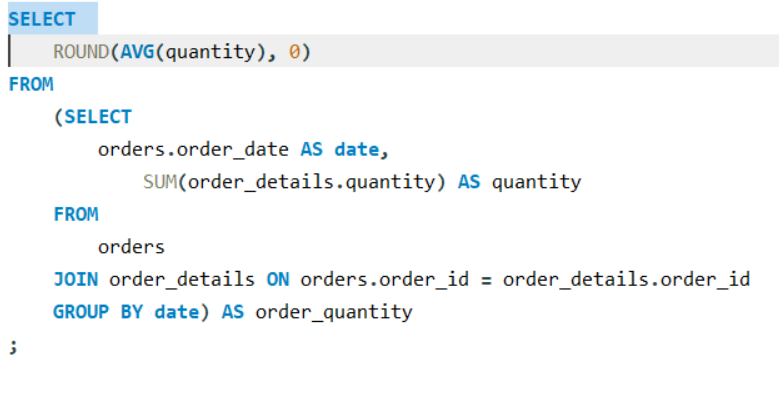 SELECT
    ROUND(AVG(quantity), 0)
FROM
    (SELECT
        orders.order_date AS date,
            SUM(order_details.quantity) AS quantity
    FROM
        orders
    JOIN order_details ON orders.order_id = order_details.order_id
    GROUP BY date) AS order_quantity
;